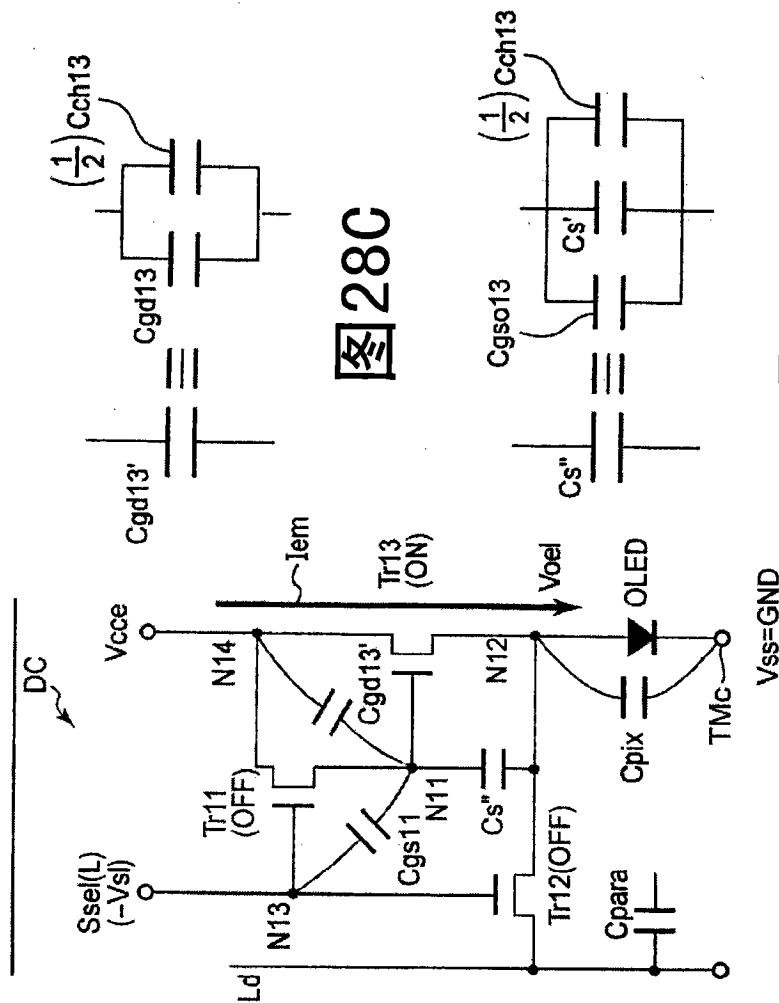 DC
Ssel(L)
(-Vsl)
Vcce
N14
Iem
Tr11
(OFF)
Tr13
(ON)
Cgd13'
N13
Cgs11
N11
Cs"
N12
Voel
OLED
Ld
Tr12(OFF)
Cpara
Cpix
TMc
Vss=GND
Cgd13'
Cgd13
(1/2) Cch13
图28C
Cs"
Cgso13
Cs'
(1/2) Cch13